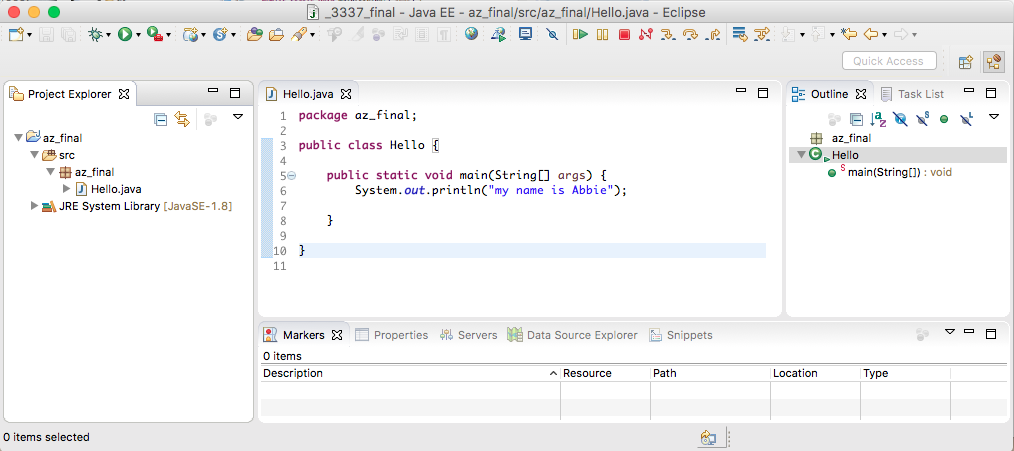 _3337_final - Java EE - az_final/src/az_final/Hello.java - Eclipse
Quick Access
Project Explorer
az_final
src
az_final
Hello.java
JRE System Library [JavaSE-1.8]
Hello.java
1 package az_final;
2
3 public class Hello {
4
5 public static void main(String[] args) {
6 System.out.println("my name is Abbie");
7
8 }
9
10 }
11
Outline Task List
az_final
Hello
main(String[]) : void
Markers Properties Servers Data Source Explorer Snippets
0 items
Description Resource Path Location Type
0 items selected